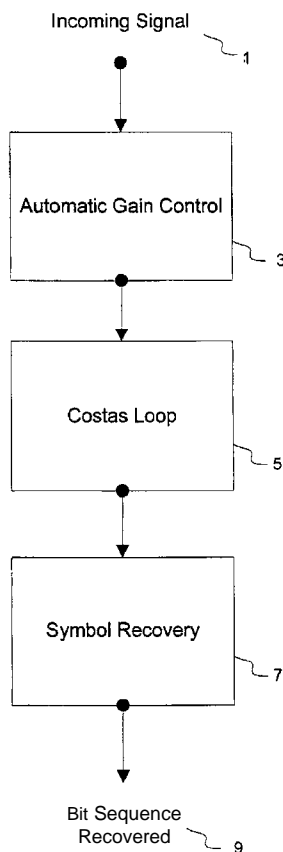 Incoming Signal
1
Automatic Gain Control
3
Costas Loop
5
Symbol Recovery
7
Bit Sequence
Recovered
9